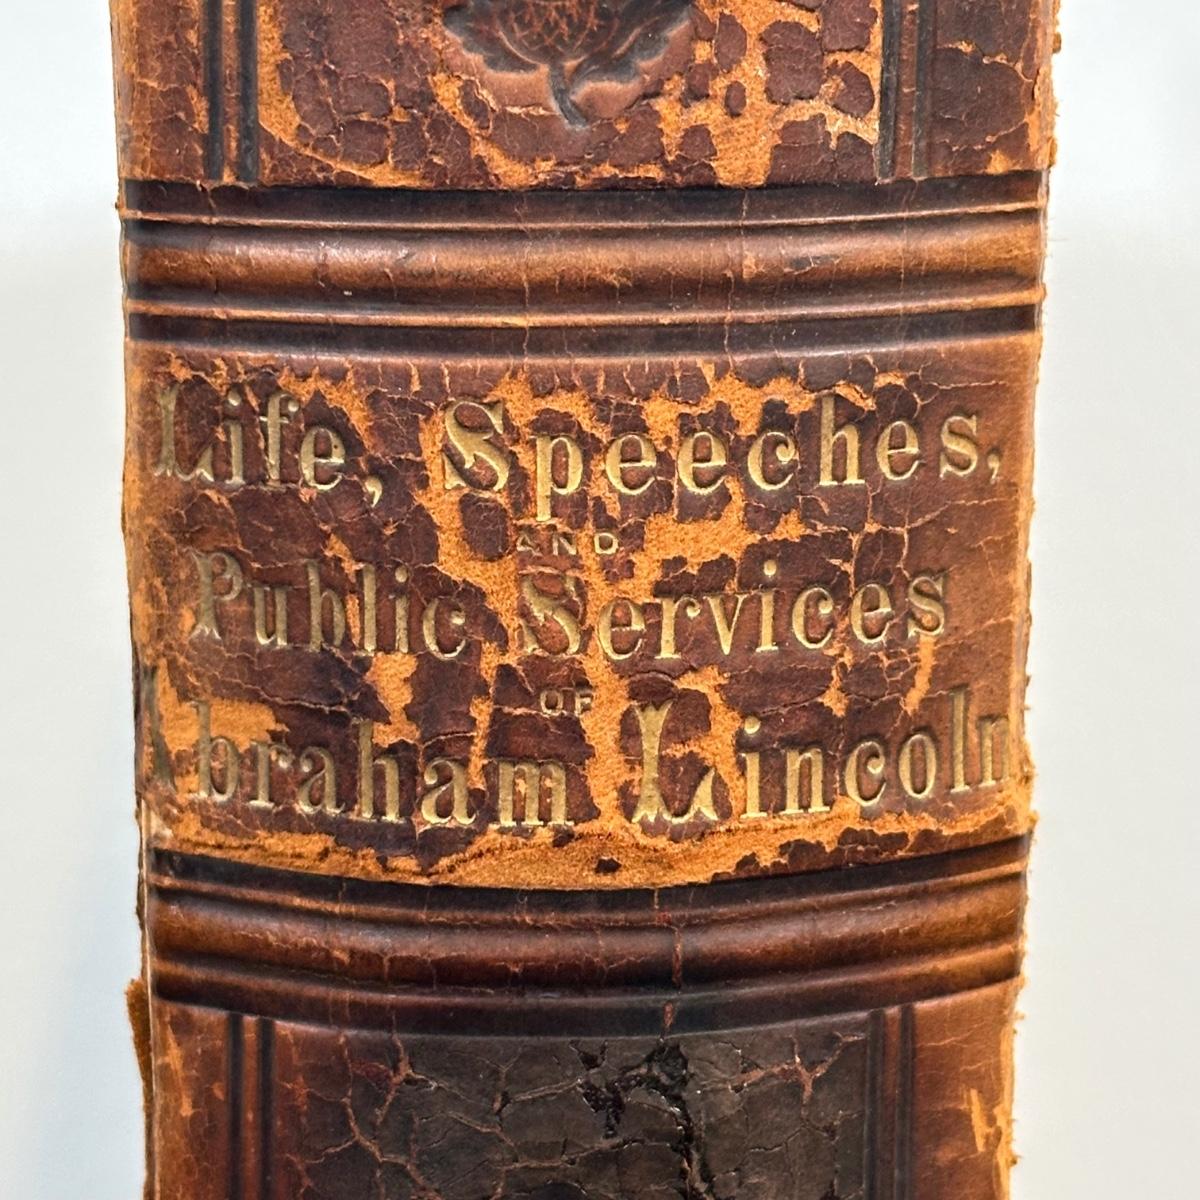 Life, Speeches,
AND
Public Services
OF
Abraham Lincoln